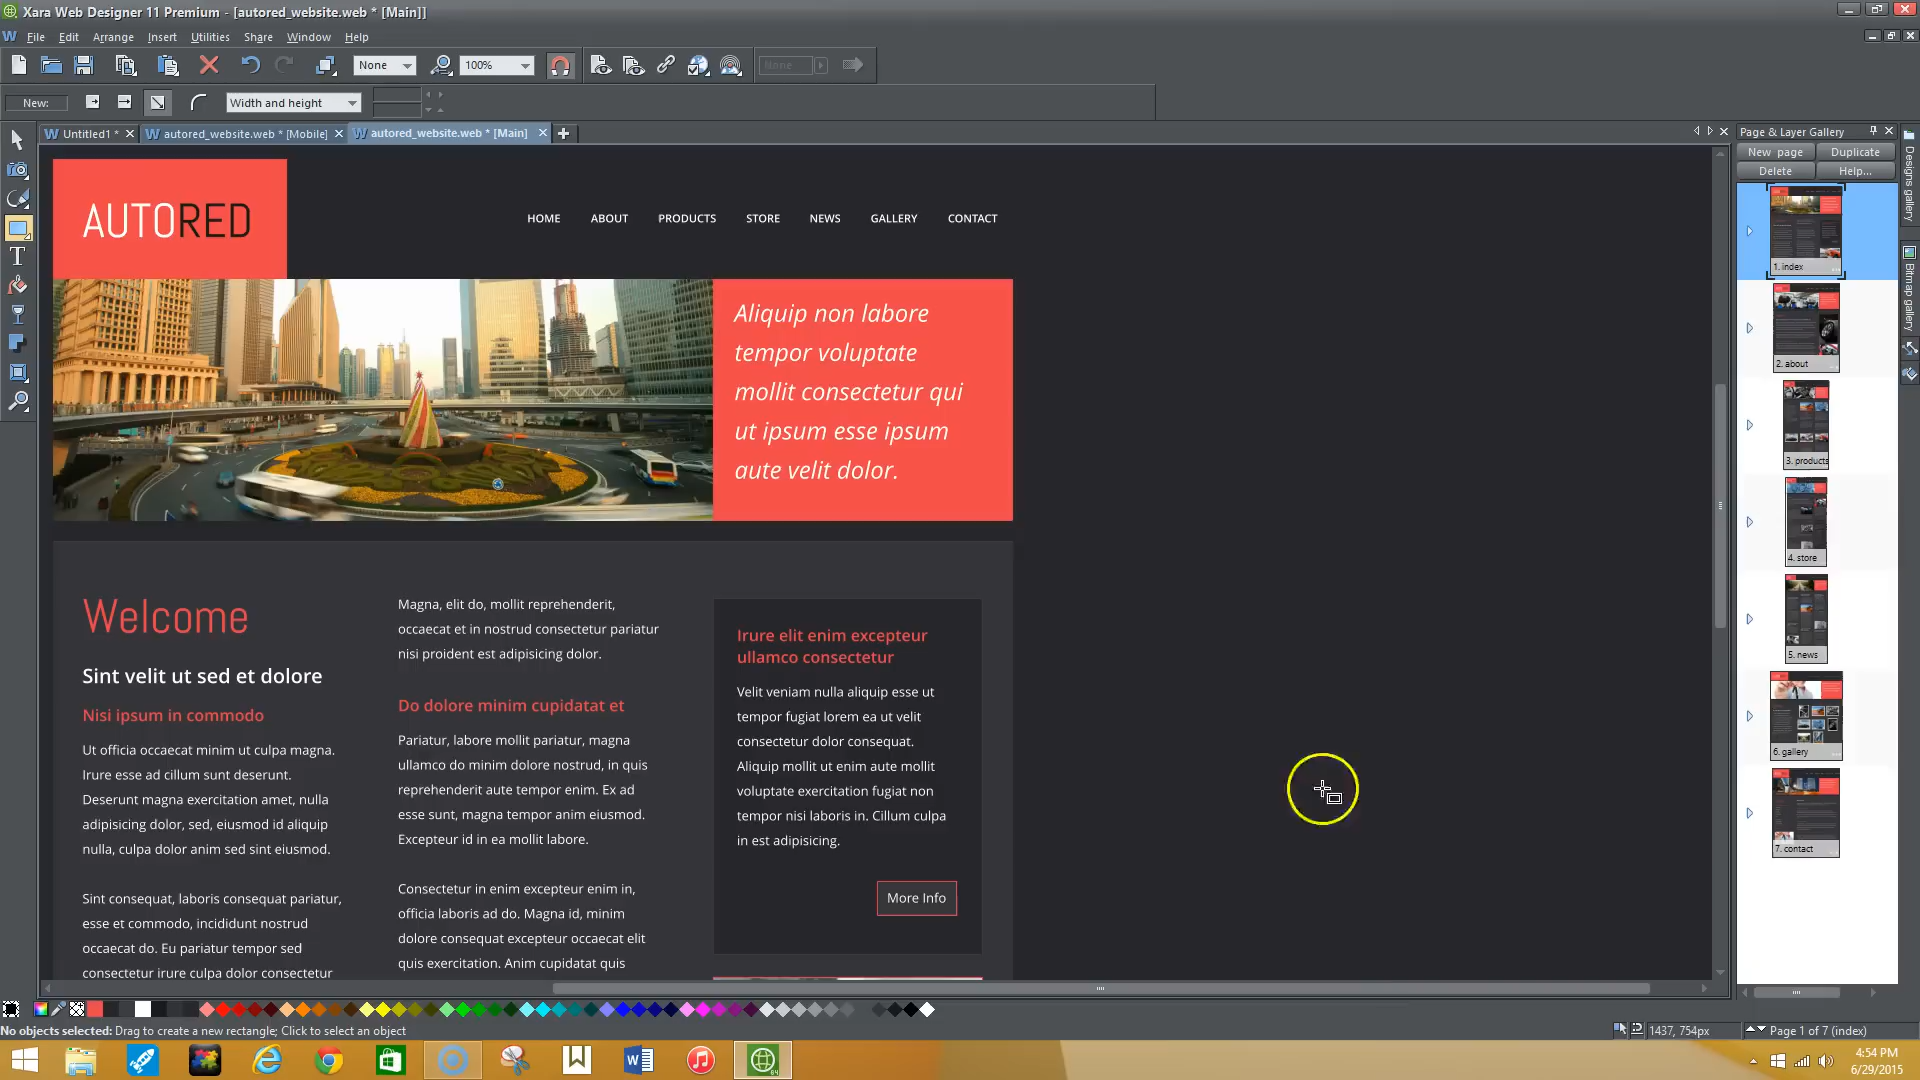 Xara Web Designer 11 Premium - [autored_website.web * [Main]]
File Edit Arrange Insert Utilities Share Window Help
None
100%
None
New:
Width and height
Untitled1 *
autored_website.web * [Mobile]
autored_website.web * [Main]
Page & Layer Gallery
New page
Duplicate
Delete
Help...
Designs gallery
Bitmap gallery
1. index
2. about
3. products
4. store
5. news
6. gallery
7. contact
AUTORED
HOME ABOUT PRODUCTS STORE NEWS GALLERY CONTACT
Aliquip non labore
tempor voluptate
mollit consectetur qui
ut ipsum esse ipsum
aute velit dolor.
Welcome
Sint velit ut sed et dolore
Nisi ipsum in commodo
Ut officia occaecat minim ut culpa magna.
Irure esse ad cillum sunt deserunt.
Deserunt magna exercitation amet, nulla
adipisicing dolor, sed, eiusmod id aliquip
nulla, culpa dolor anim sed sint eiusmod.
Sint consequat, laboris consequat pariatur,
esse et commodo, incididunt nostrud
occaecat do. Eu pariatur tempor sed
consectetur irure culpa dolor consectetur
Magna, elit do, mollit reprehenderit,
occaecat et in nostrud consectetur pariatur
nisi proident est adipisicing dolor.
Do dolore minim cupidatat et
Pariatur, labore mollit pariatur, magna
ullamco do minim dolore nostrud, in quis
reprehenderit aute tempor enim. Ex ad
esse sunt, magna tempor anim eiusmod.
Excepteur id in ea mollit labore.
Consectetur in enim excepteur enim in,
officia laboris ad do. Magna id, minim
dolore consequat excepteur occaecat elit
quis exercitation. Anim cupidatat quis
Irure elit enim excepteur
ullamco consectetur
Velit veniam nulla aliquip esse ut
tempor fugiat lorem ea ut velit
consectetur dolor consequat.
Aliquip mollit ut enim aute mollit
voluptate exercitation fugiat non
tempor nisi laboris in. Cillum culpa
in est adipisicing.
More Info
No objects selected: Drag to create a new rectangle; Click to select an object
1437, 754px
Page 1 of 7 (index)
4:54 PM
6/29/2015